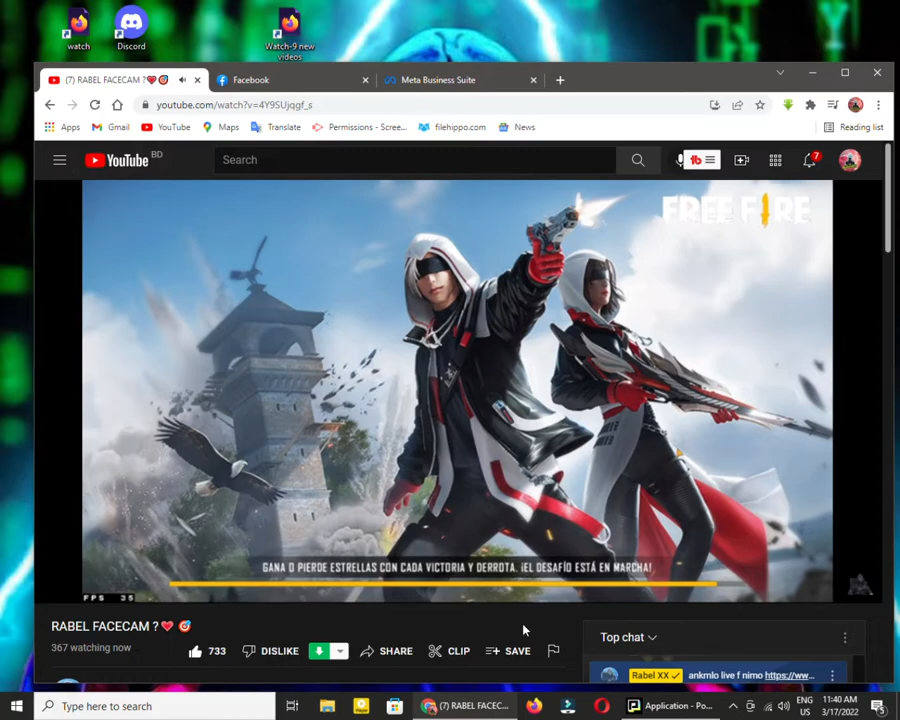 watch
Discord
Watch-9 new
videos
(7) RABEL FACECAM ?❤️🎯
Facebook
Meta Business Suite
youtube.com/watch?v=4Y9SUjqgf_s
Apps
Gmail
YouTube
Maps
Translate
Permissions - Scree...
filehippo.com
News
Reading list
YouTube BD
Search
7
FREE FIRE
GANA O PIERDE ESTRELLAS CON CADA VICTORIA Y DERROTA. ¡EL DESAFÍO ESTÁ EN MARCHA!
FPS 35
RABEL FACECAM ?❤️🎯
367 watching now
733
DISLIKE
SHARE
CLIP
SAVE
Top chat
Rabel XX ankmlo live f nimo https://ww...
Type here to search
(7) RABEL FACEC...
Application - Po...
ENG
US
11:40 AM
3/17/2022
5